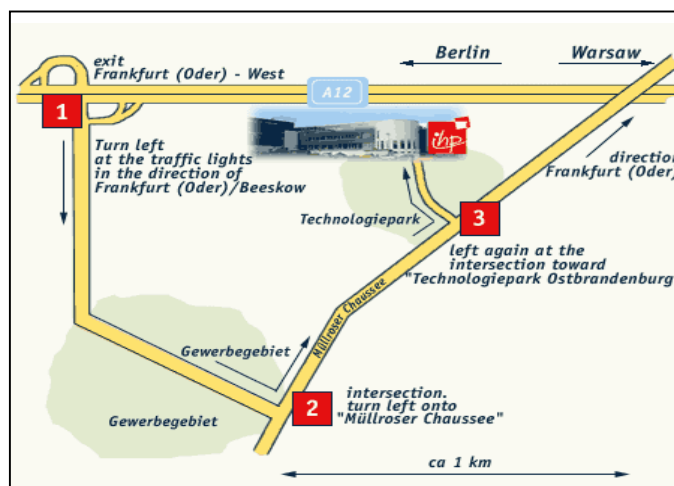 exit
Frankfurt (Oder) - West
Berlin
Warsaw
A12
1
ihp
Turn left
at the traffic lights
in the direction of
Frankfurt (Oder)/Beeskow
direction
Frankfurt (Oder)
Technologiepark
3
left again at the
intersection toward
"Technologiepark Ostbrandenburg
Müllroser Chaussee
Gewerbegebiet
2
intersection.
turn left onto
"Müllroser Chaussee"
Gewerbegebiet
ca 1 km